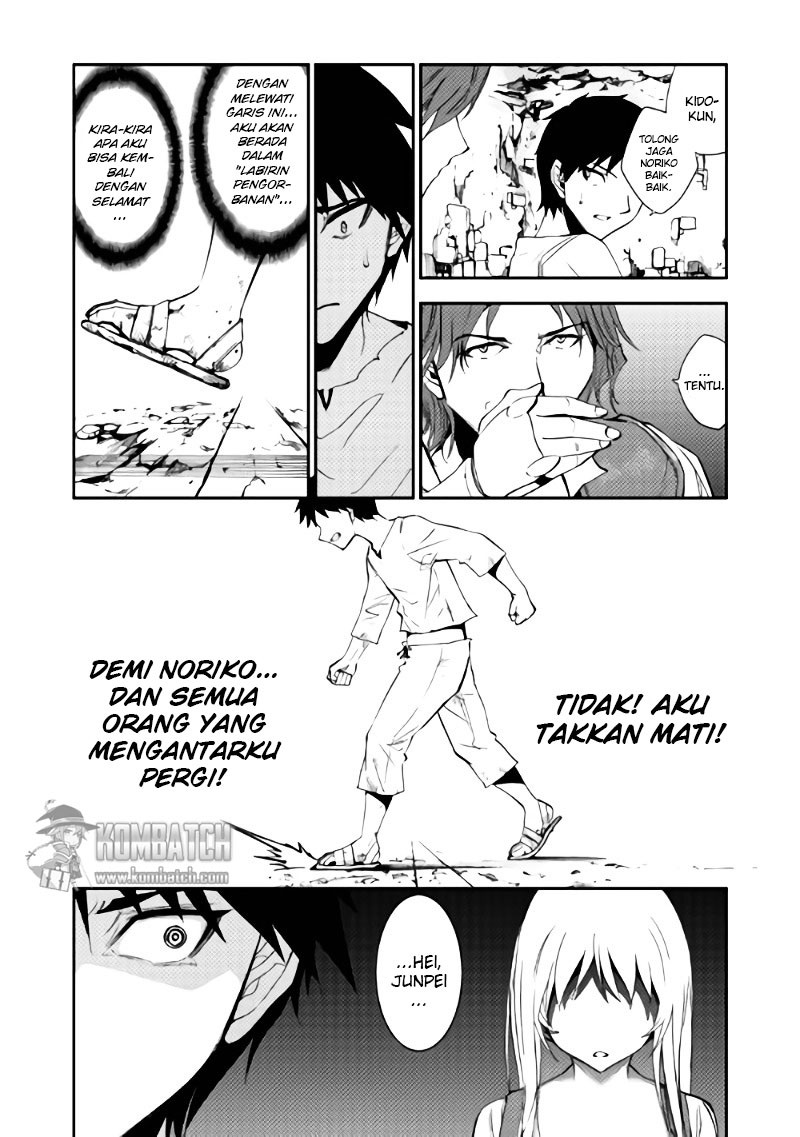 KIDO-
KUN,
TOLONG
JAGA
NORIKO
BAIK-
BAIK.
...
TENTU.
DENGAN
MELEWATI
GARIS INI...
AKU AKAN
BERADA
DALAM
"LABIRIN
PENGOR-
BANAN"...
KIRA-KIRA
APA AKU
BISA KEM-
BALI
DENGAN
SELAMAT
...
TIDAK! AKU
TAKKAN MATI!
DEMI NORIKO...
DAN SEMUA
ORANG YANG
MENGANTARKU
PERGI!
KOMBATCH
www.kombatch.com
...HEI,
JUNPEI
...